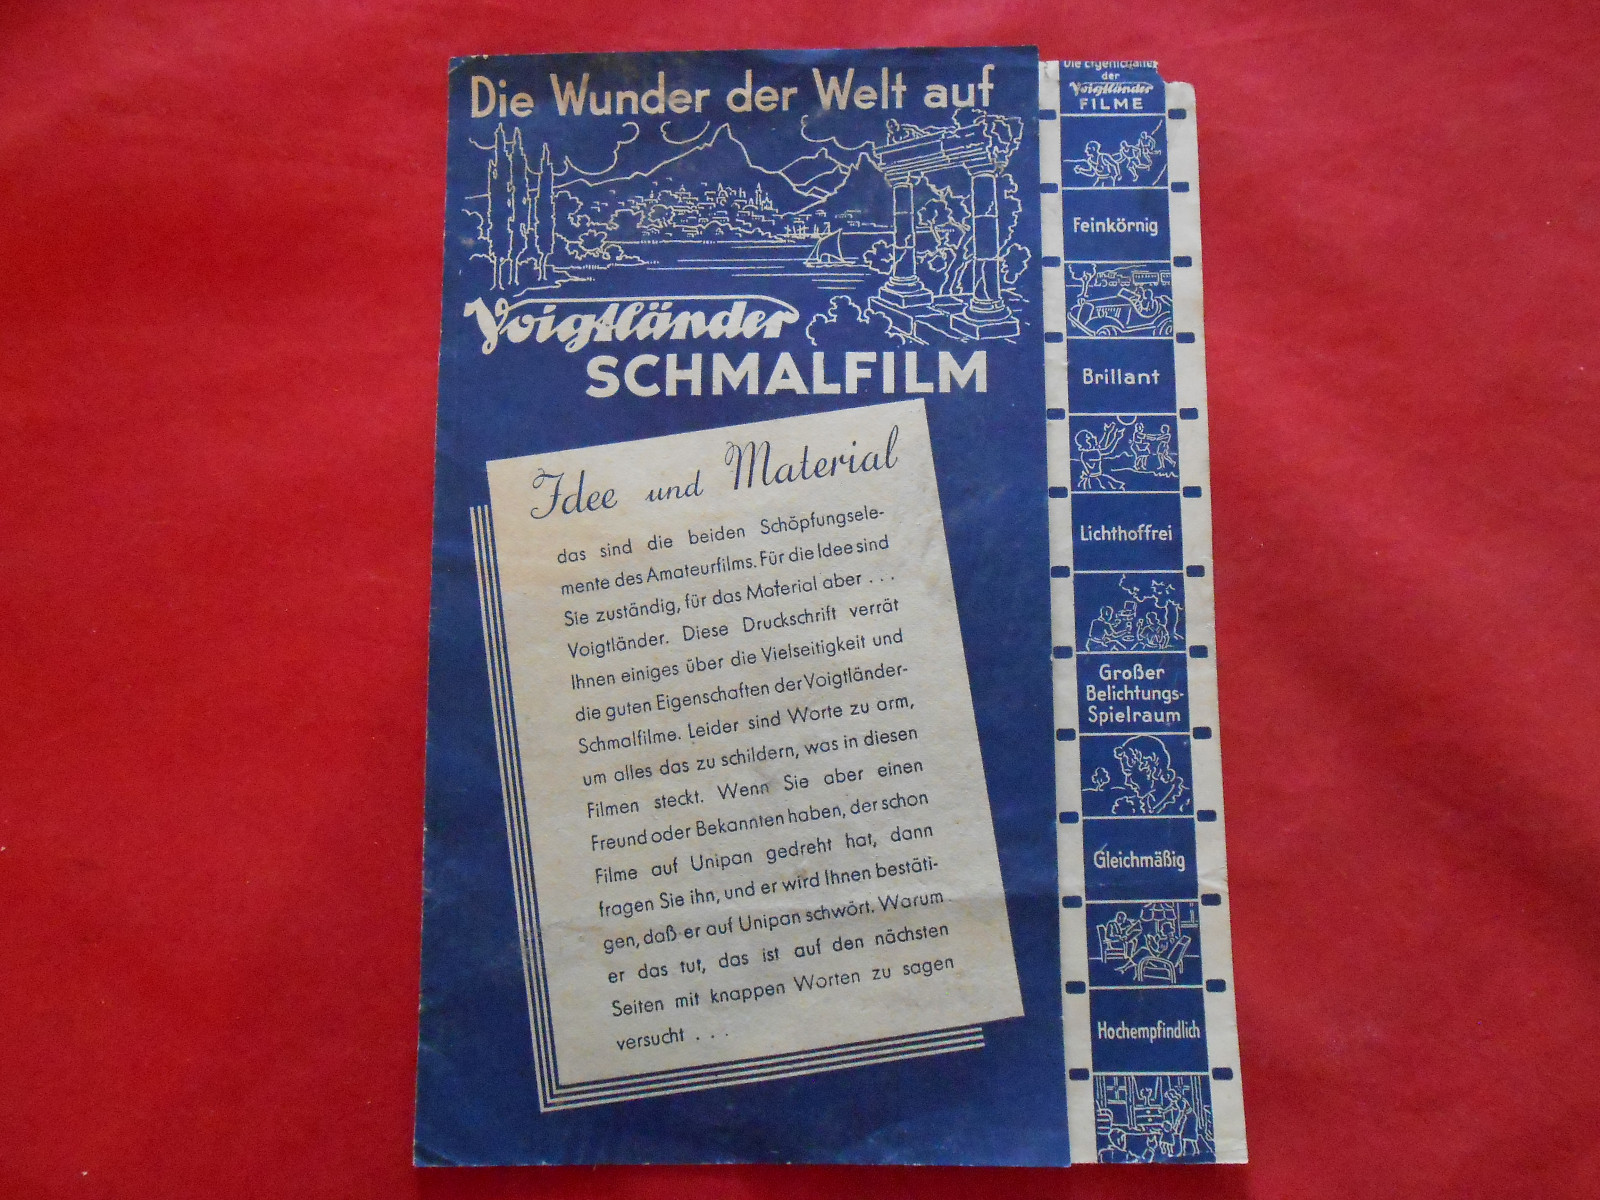 Die Wunder der Welt auf
Voigtländer
SCHMALFILM
Idee und Material
das sind die beiden Schöpfungsele-
mente des Amateurfilms. Für die Idee sind
Sie zuständig, für das Material aber . . .
Voigtländer. Diese Druckschrift verrät
Ihnen einiges über die Vielseitigkeit und
die guten Eigenschaften der Voigtländer-
Schmalfilme. Leider sind Worte zu arm,
um alles das zu schildern, was in diesen
Filmen steckt. Wenn Sie aber einen
Freund oder Bekannten haben, der schon
Filme auf Unipan gedreht hat, dann
fragen Sie ihn, und er wird Ihnen bestäti-
gen, daß er auf Unipan schwört. Warum
er das tut, das ist auf den nächsten
Seiten mit knappen Worten zu sagen
versucht . . .
Die Eigenschaften
der
Voigtländer
FILME
Feinkörnig
Brillant
Lichthoffrei
Großer
Belichtungs-
Spielraum
Gleichmäßig
Hochempfindlich